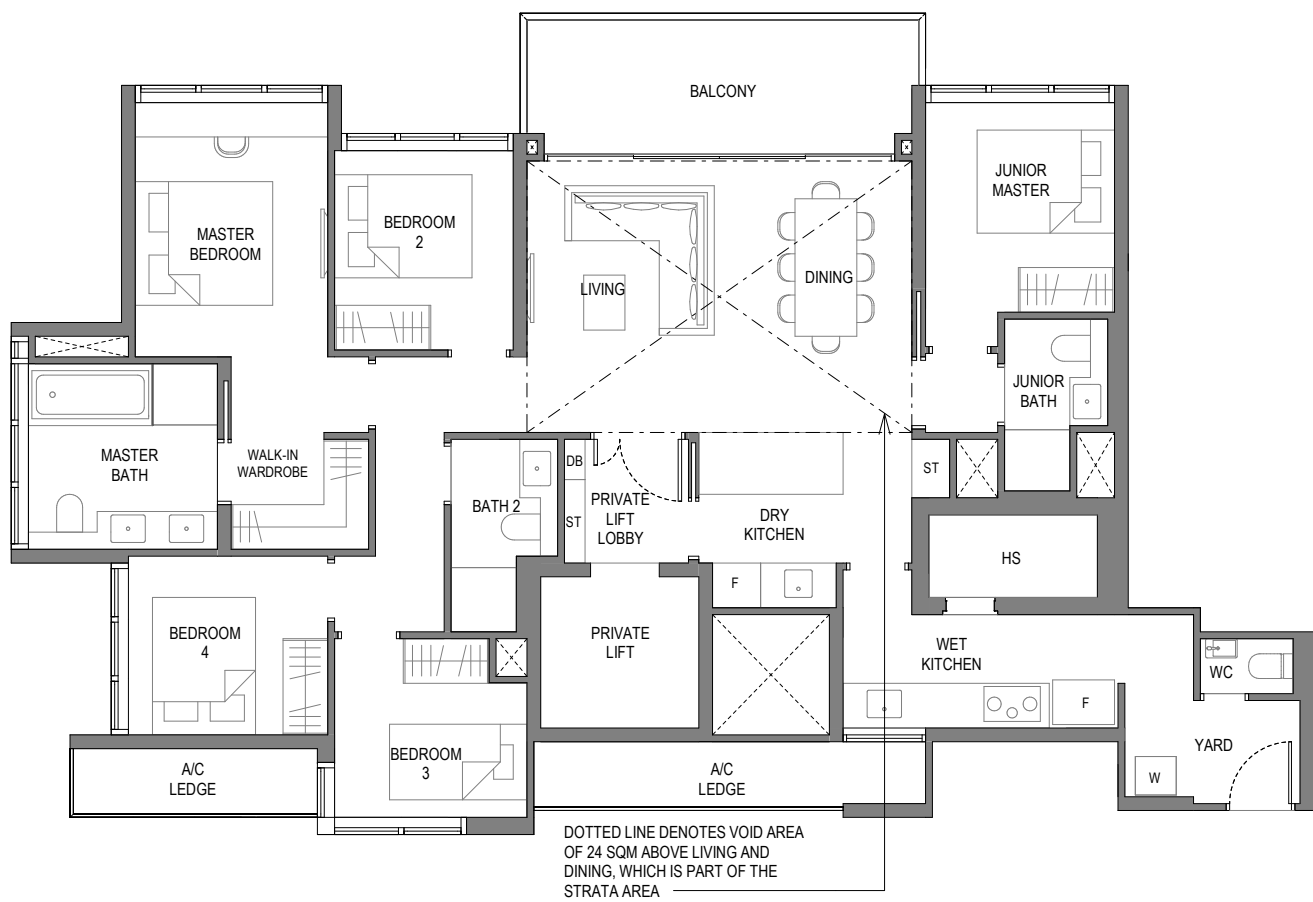 BALCONY
JUNIOR
MASTER
MASTER
BEDROOM
BEDROOM
2
LIVING
DINING
JUNIOR
BATH
MASTER
BATH
WALK-IN
WARDROBE
BATH 2
DB
ST
PRIVATE
LIFT
LOBBY
DRY
KITCHEN
ST
HS
F
BEDROOM
4
PRIVATE
LIFT
WET
KITCHEN
WC
F
YARD
BEDROOM
3
W
A/C
LEDGE
A/C
LEDGE
DOTTED LINE DENOTES VOID AREA
OF 24 SQM ABOVE LIVING AND
DINING, WHICH IS PART OF THE
STRATA AREA